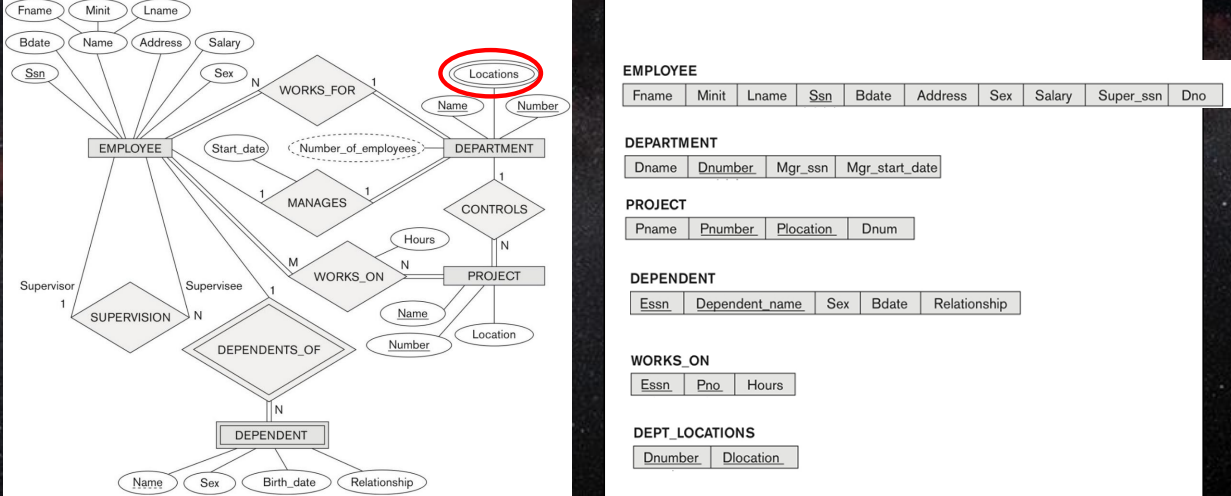 Fname Minit Lname
Bdate Name Address Salary
Ssn Sex
N WORKS_FOR 1
Locations
Name Number
EMPLOYEE Start_date Number_of_employees DEPARTMENT
1 MANAGES 1
1
CONTROLS
N
Hours
M WORKS_ON N PROJECT
Supervisor Supervisee
1 SUPERVISION N
1
Name
Number Location
DEPENDENTS_OF
N
DEPENDENT
Name Sex Birth_date Relationship
EMPLOYEE
Fname Minit Lname Ssn Bdate Address Sex Salary Super_ssn Dno
DEPARTMENT
Dname Dnumber Mgr_ssn Mgr_start_date
PROJECT
Pname Pnumber Plocation Dnum
DEPENDENT
Essn Dependent_name Sex Bdate Relationship
WORKS_ON
Essn Pno Hours
DEPT_LOCATIONS
Dnumber Dlocation